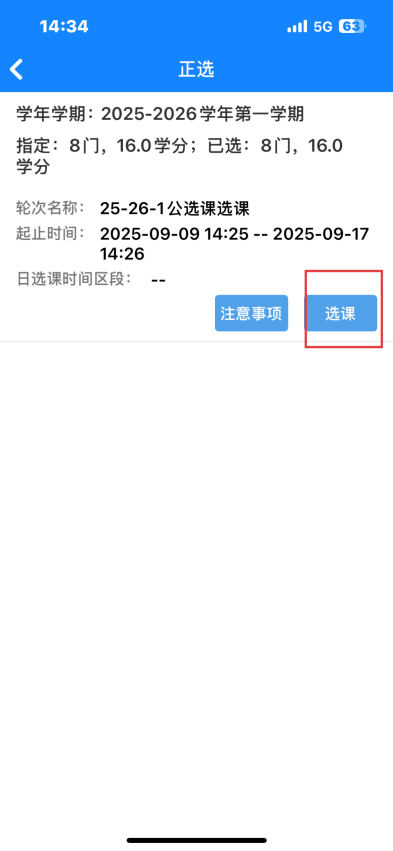 14:34 5G 63
正选
学年学期：2025-2026学年第一学期
指定：8门，16.0学分；已选：8门，16.0
学分
轮次名称： 25-26-1公选课选课
起止时间： 2025-09-09 14:25 -- 2025-09-17
14:26
日选课时间区段： --
注意事项 选课